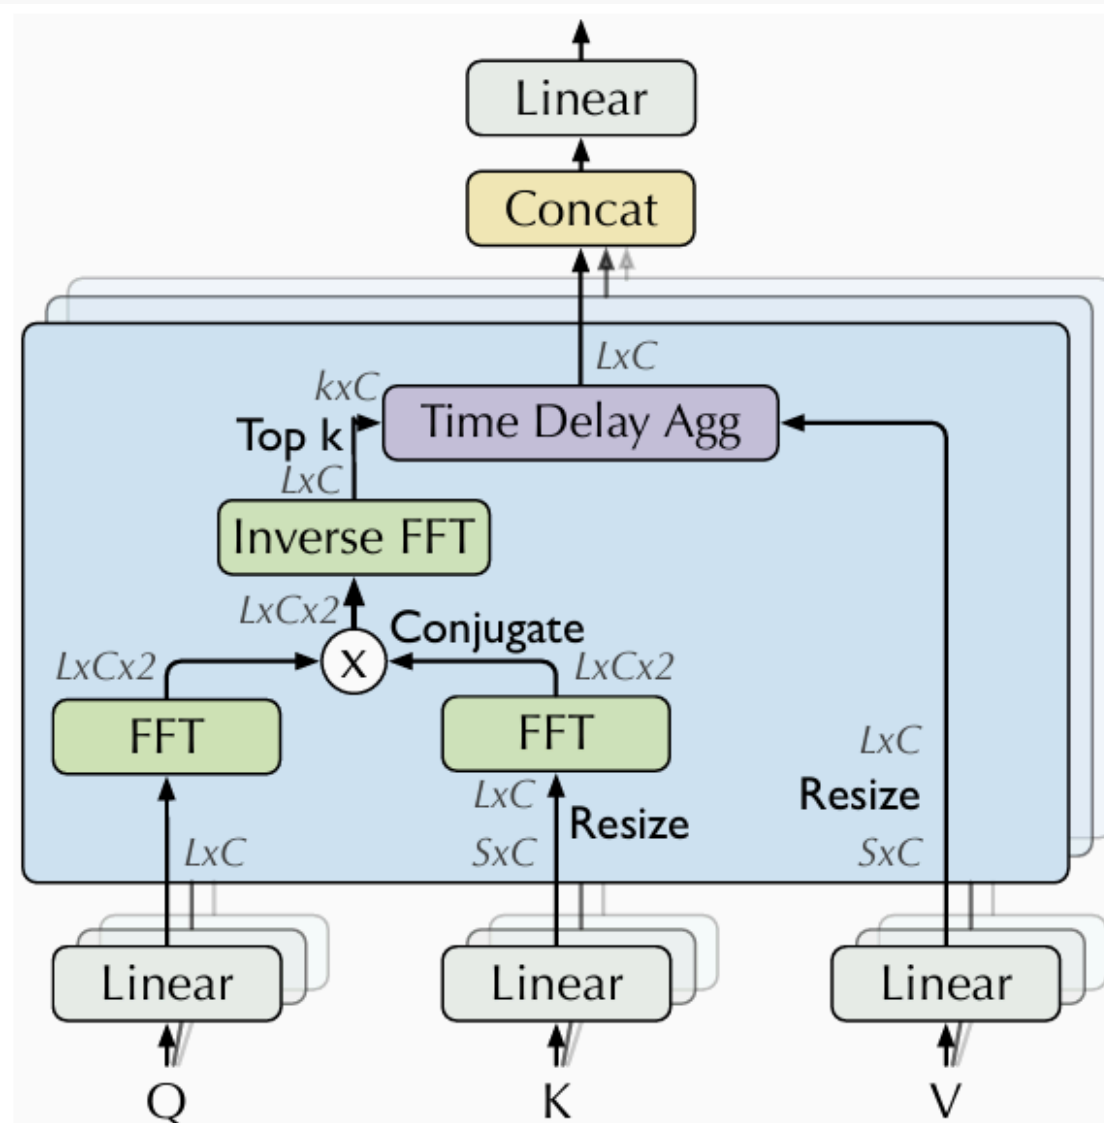 Linear
Concat
LxC
kxC
Time Delay Agg
Top k
LxC
Inverse FFT
LxCx2
Conjugate
X
LxCx2
LxCx2
FFT
FFT
LxC
LxC
Resize
Resize
LxC
SxC
SxC
Linear
Linear
Linear
Q
K
V